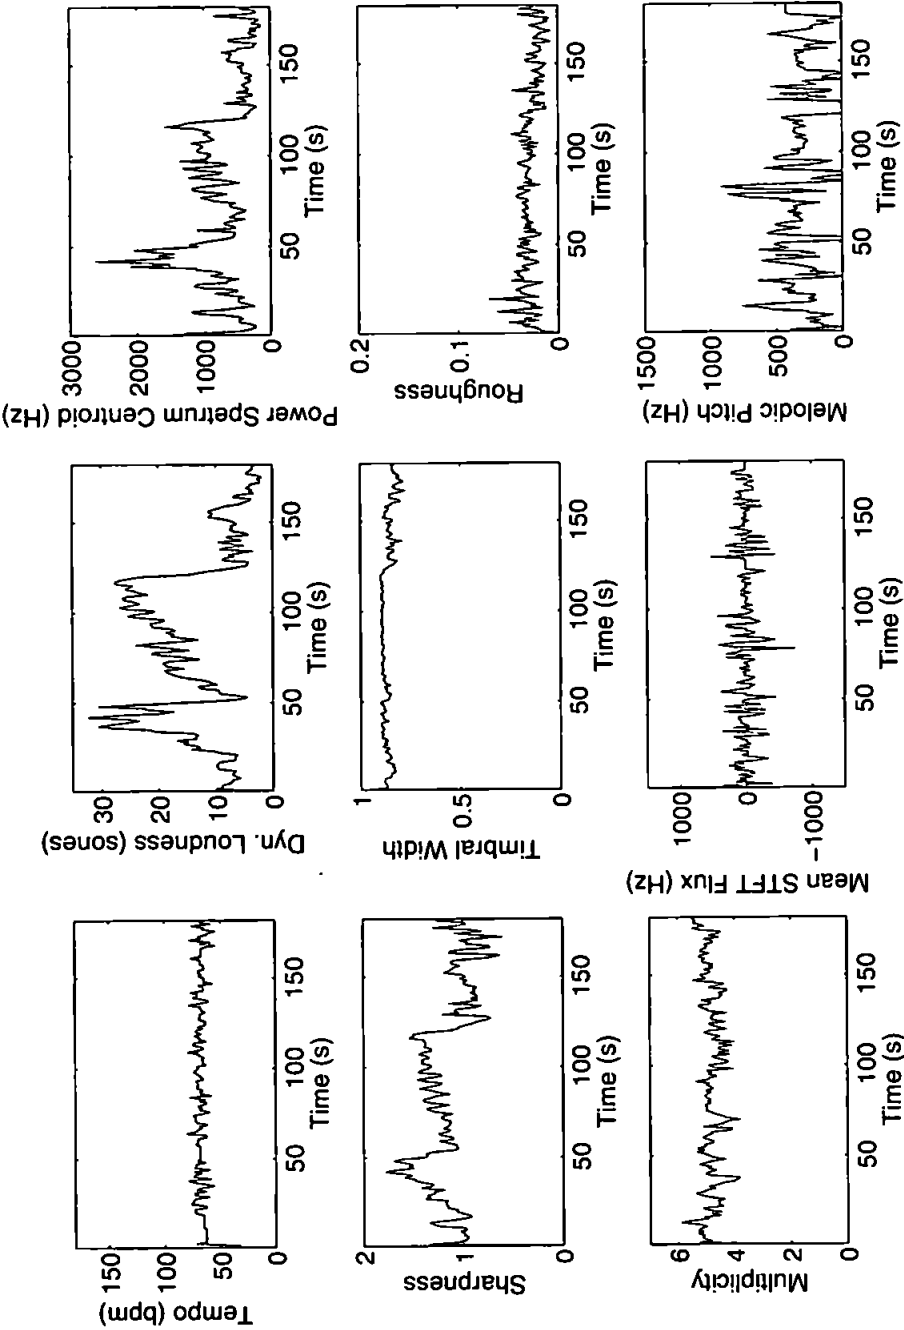 Tempo (bpm)
150
100
50
0
50 100 150
Time (s)
Dyn. Loudness (sones)
30
20
10
0
50 100 150
Time (s)
Power Spetrum Centroid (Hz)
3000
2000
1000
0
50 100 150
Time (s)
Sharpness
2
1
0
50 100 150
Time (s)
Timbral Width
1
0.5
0
50 100 150
Time (s)
Roughness
0.2
0.1
0
50 100 150
Time (s)
Multiplicity
6
4
2
0
50 100 150
Time (s)
Mean STFT Flux (Hz)
1000
0
−1000
50 100 150
Time (s)
Melodic Pitch (Hz)
1500
1000
500
0
50 100 150
Time (s)